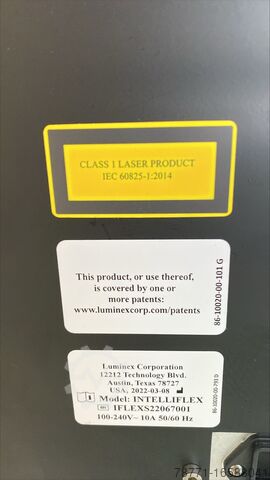 CLASS 1 LASER PRODUCT
IEC 60825-1:2014
This product, or use thereof,
is covered by one or
more patents:
www.luminexcorp.com/patents
86-10020-00-101 G
Luminex Corporation
12212 Technology Blvd.
Austin, Texas 78727
USA, 2022-03-08
Model: INTELLIFLEX
IFLEXS22067001
100-240V~ 10A 50/60 Hz